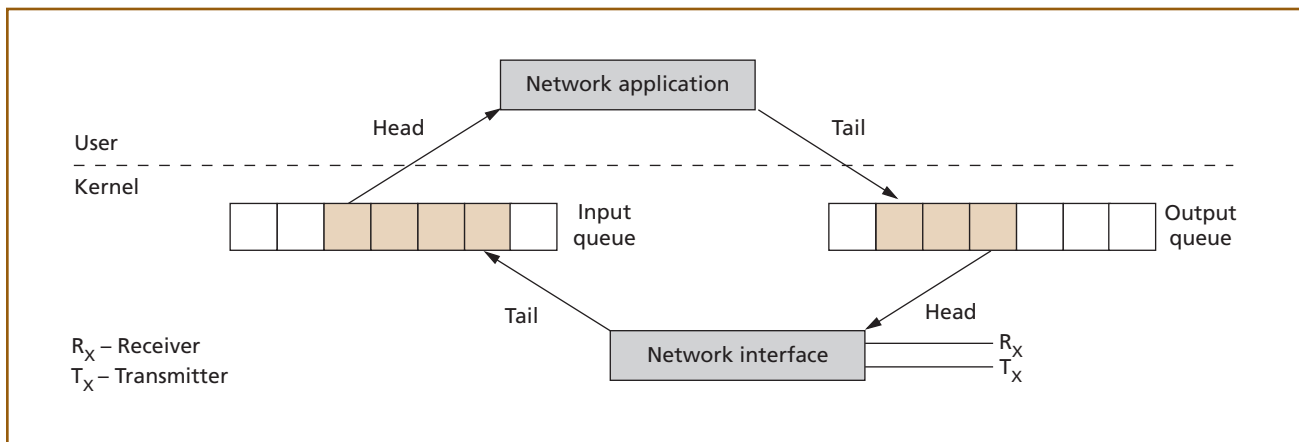 Network application
Head
Tail
User
Kernel
Input
queue
Output
queue
Tail
Head
R_X – Receiver
T_X – Transmitter
Network interface
R_X
T_X